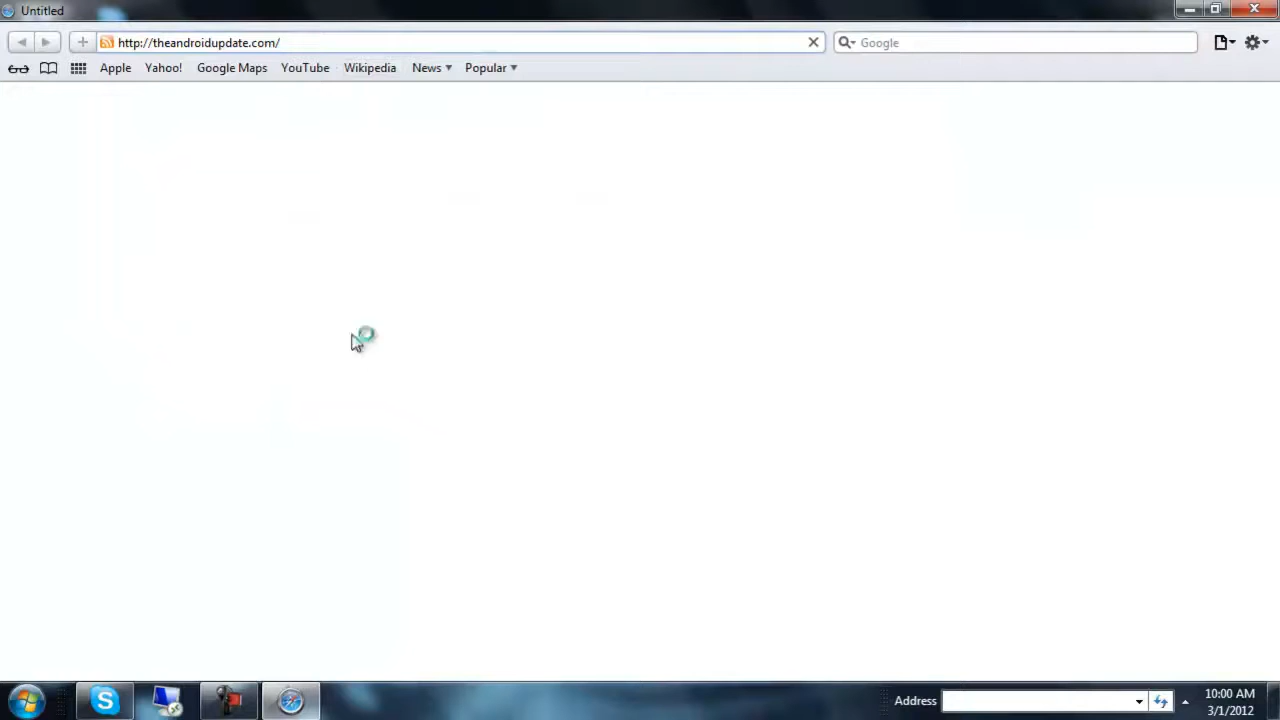 Untitled
http://theandroidupdate.com/
Google
Apple Yahoo! Google Maps YouTube Wikipedia News Popular
Address
10:00 AM
3/1/2012